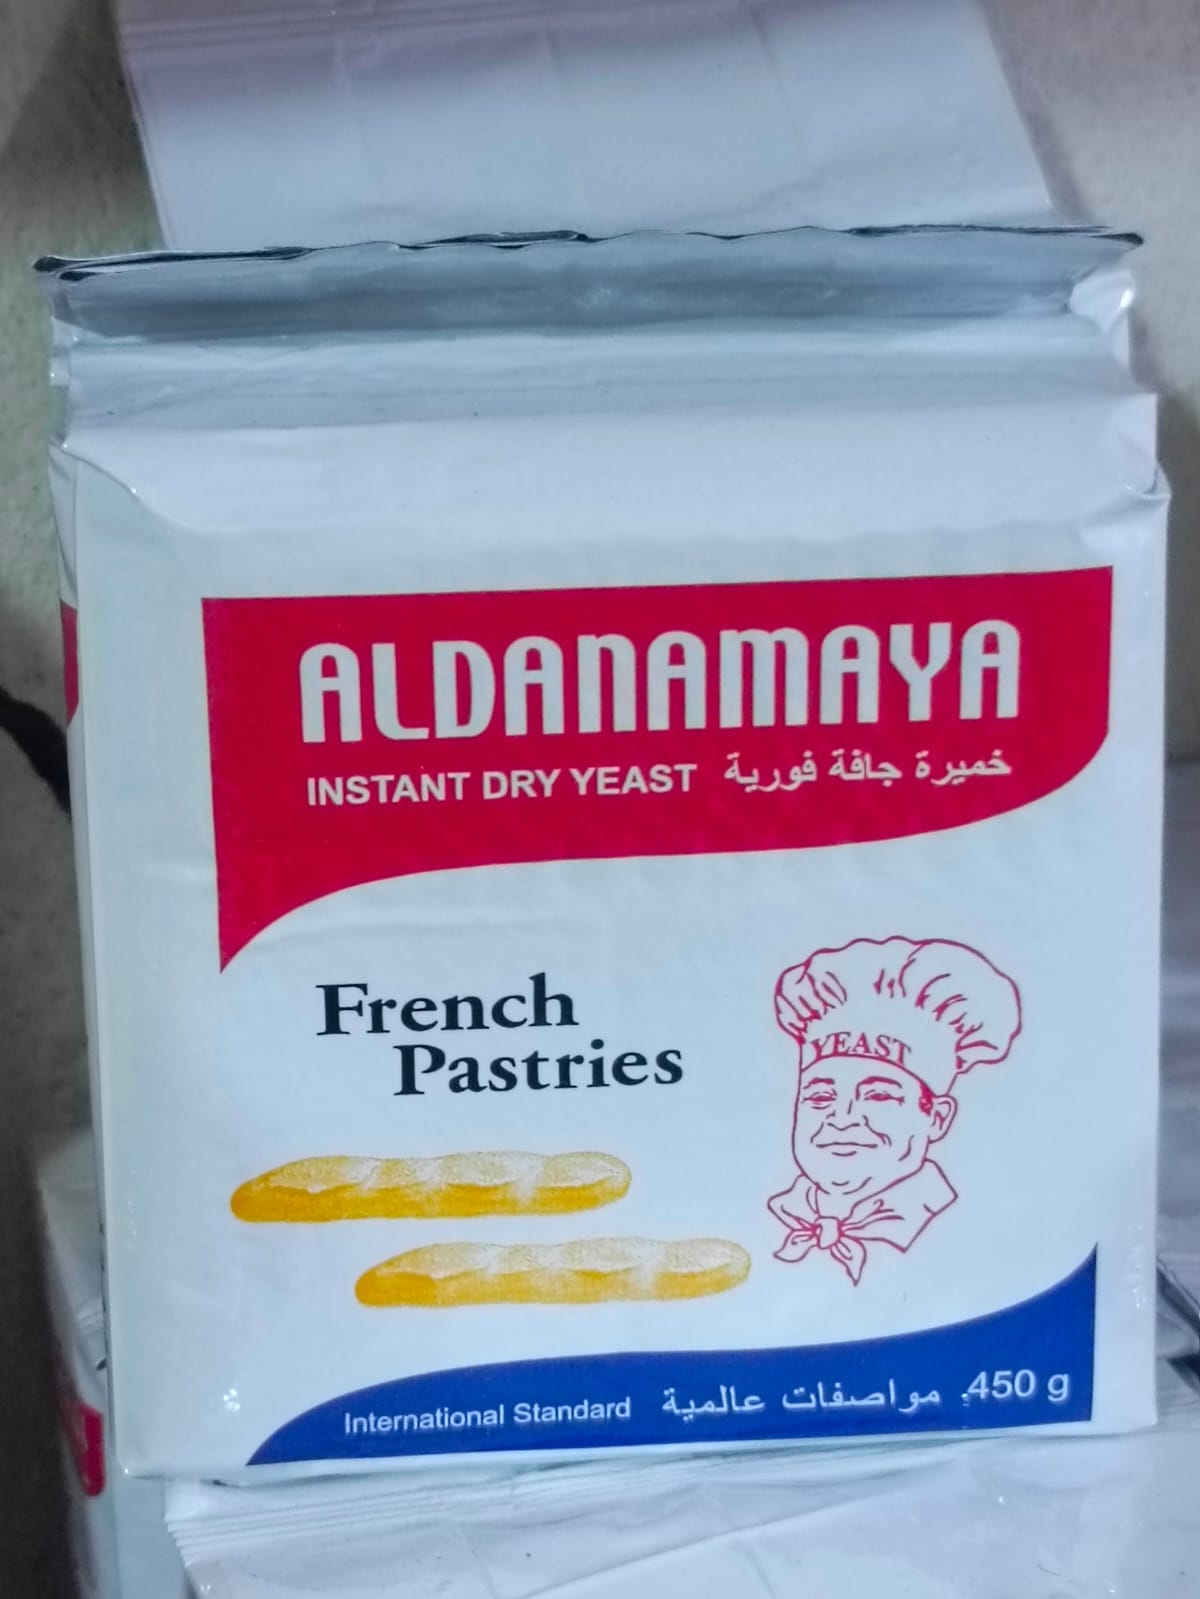 ALDANAMAYA
INSTANT DRY YEAST خميرة جافة فورية
French
Pastries
YEAST
International Standard مواصفات عالمية 450 g